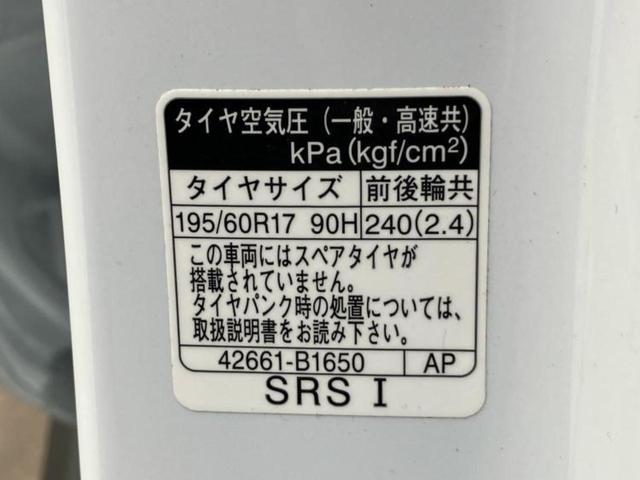 タイヤ空気圧（一般・高速共）
kPa(kgf/cm²)
タイヤサイズ 前後輪共
195/60R17 90H 240(2.4)
この車両にはスペアタイヤが
搭載されていません。
タイヤパンク時の処置については、
取扱説明書をお読み下さい。
42661-B1650 AP
SRS I